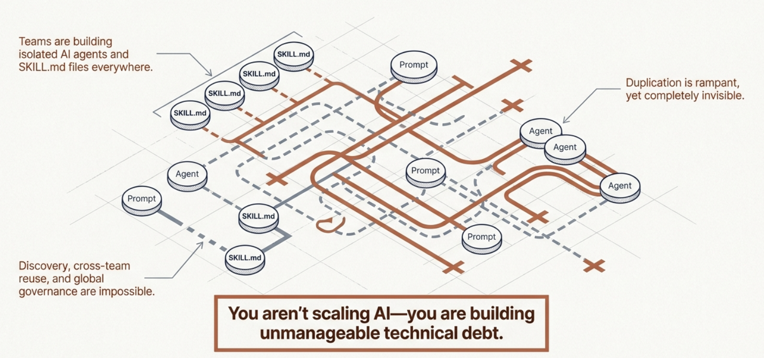 Teams are building
isolated AI agents and
SKILL.md files everywhere.
SKILL.md
SKILL.md
SKILL.md
SKILL.md
Prompt
Duplication is rampant,
yet completely invisible.
Agent
Agent
Agent
Agent
Prompt
Prompt
SKILL.md
Prompt
SKILL.md
Discovery, cross-team
reuse, and global
governance are impossible.
You aren’t scaling AI—you are building
unmanageable technical debt.